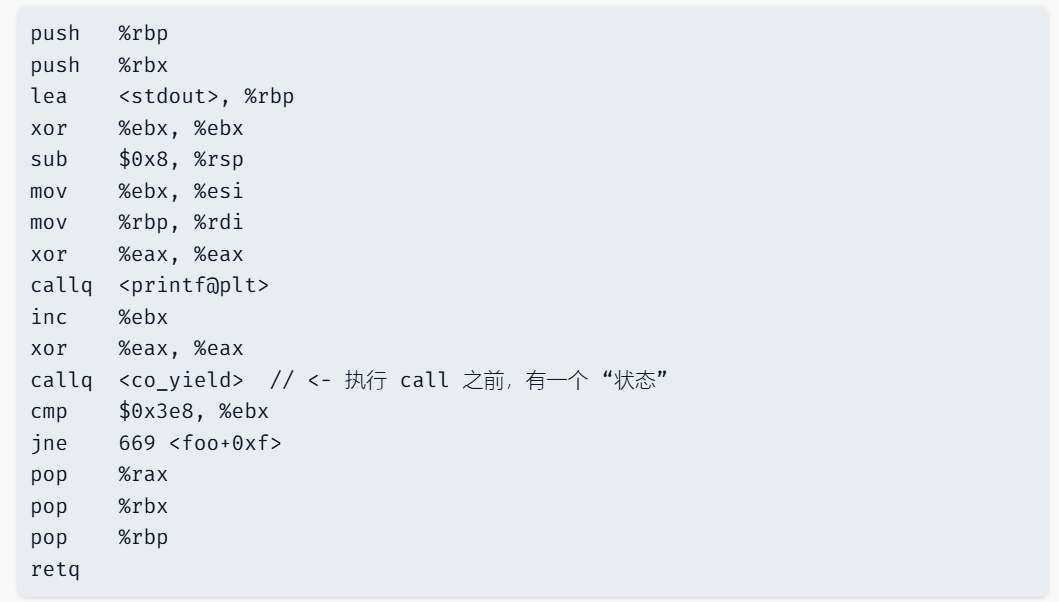 push   %rbp
push   %rbx
lea    <stdout>, %rbp
xor    %ebx, %ebx
sub    $0x8, %rsp
mov    %ebx, %esi
mov    %rbp, %rdi
xor    %eax, %eax
callq  <printf@plt>
inc    %ebx
xor    %eax, %eax
callq  <co_yield>  // <- 执行 call 之前，有一个 “状态”
cmp    $0x3e8, %ebx
jne    669 <foo+0xf>
pop    %rax
pop    %rbx
pop    %rbp
retq